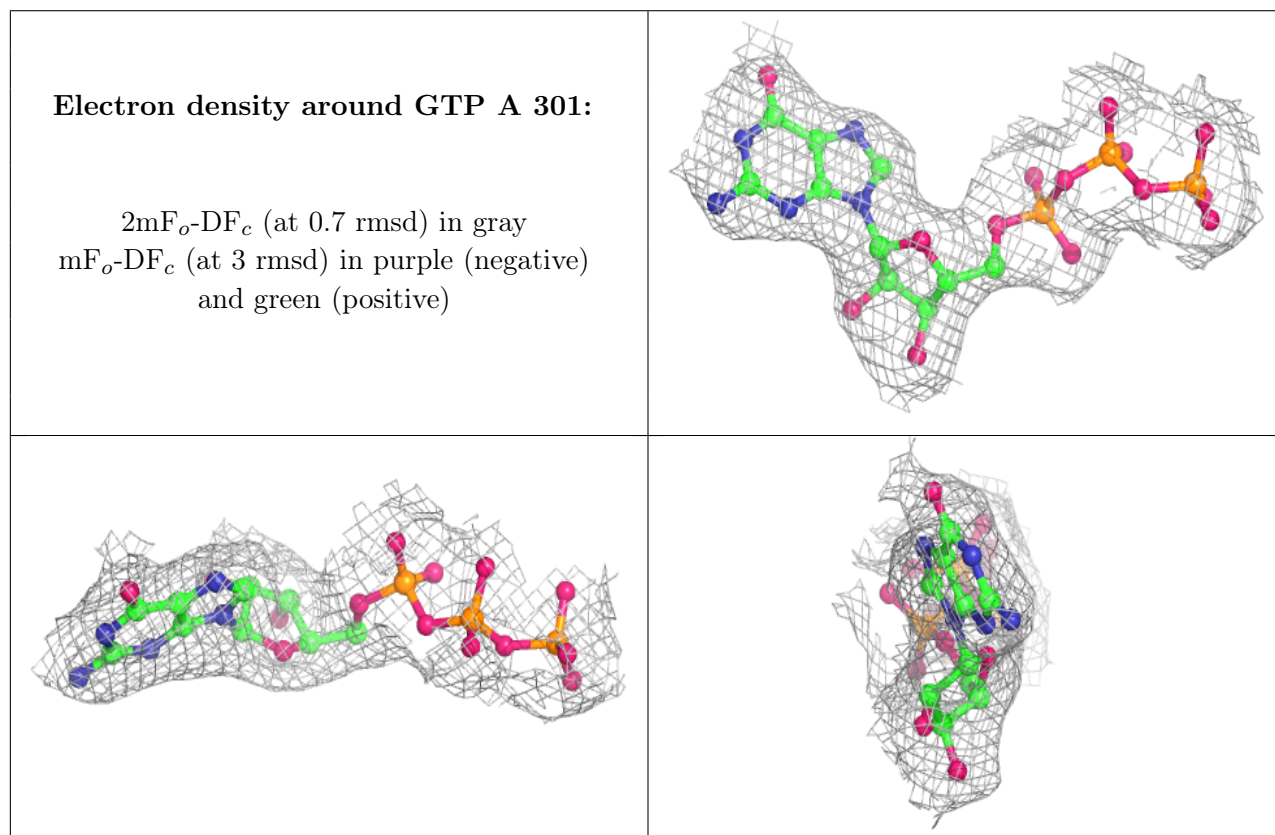 Electron density around GTP A 301:
2mFo-DFc (at 0.7 rmsd) in gray
mFo-DFc (at 3 rmsd) in purple (negative)
and green (positive)